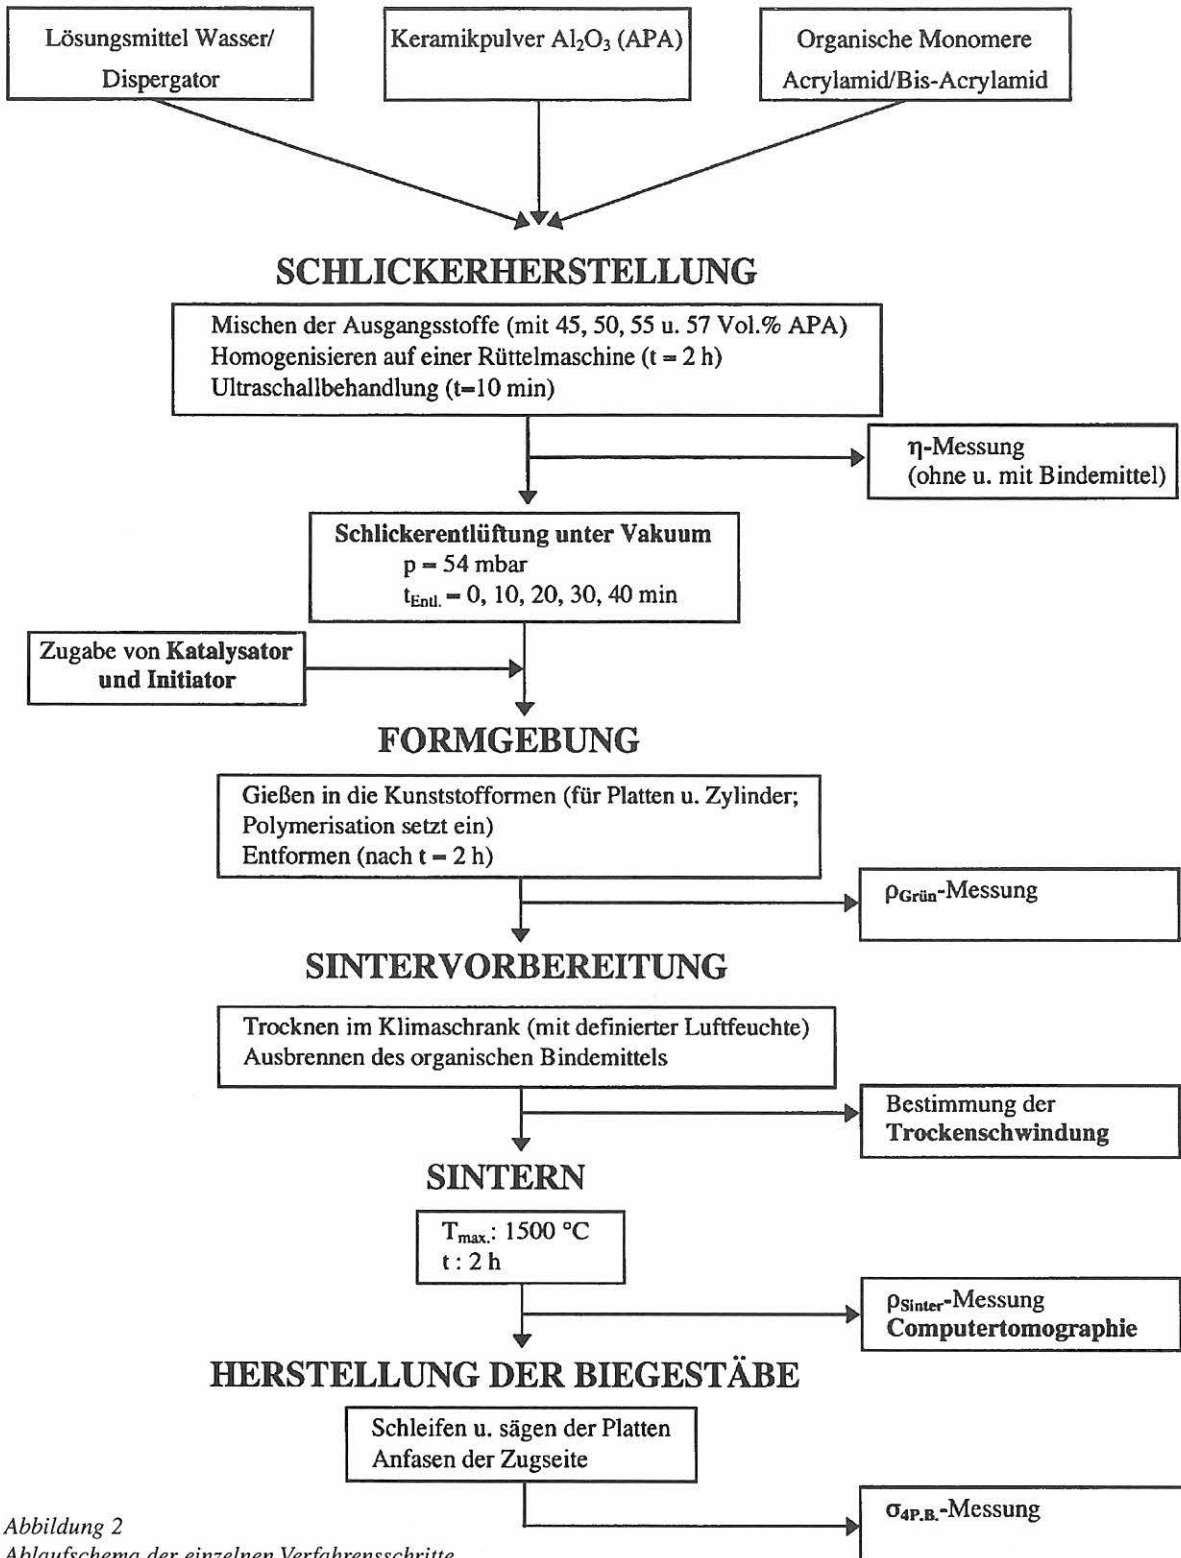 Lösungsmittel Wasser/
Dispergator
Keramikpulver Al₂O₃ (APA)
Organische Monomere
Acrylamid/Bis-Acrylamid
SCHLICKERHERSTELLUNG
Mischen der Ausgangsstoffe (mit 45, 50, 55 u. 57 Vol.% APA)
Homogenisieren auf einer Rüttelmaschine (t = 2 h)
Ultraschallbehandlung (t=10 min)
η-Messung
(ohne u. mit Bindemittel)
Schlickerentlüftung unter Vakuum
p = 54 mbar
t_Entl. = 0, 10, 20, 30, 40 min
Zugabe von Katalysator
und Initiator
FORMGEBUNG
Gießen in die Kunststofformen (für Platten u. Zylinder;
Polymerisation setzt ein)
Entformen (nach t = 2 h)
ρGrün-Messung
SINTERVORBEREITUNG
Trocknen im Klimaschrank (mit definierter Luftfeuchte)
Ausbrennen des organischen Bindemittels
Bestimmung der
Trockenschwindung
SINTERN
Tmax.: 1500 °C
t : 2 h
ρSinter-Messung
Computertomographie
HERSTELLUNG DER BIEGESTÄBE
Schleifen u. sägen der Platten
Anfasen der Zugseite
σ4P.B.-Messung
Abbildung 2
Ablaufschema der einzelnen Verfahrensschritte